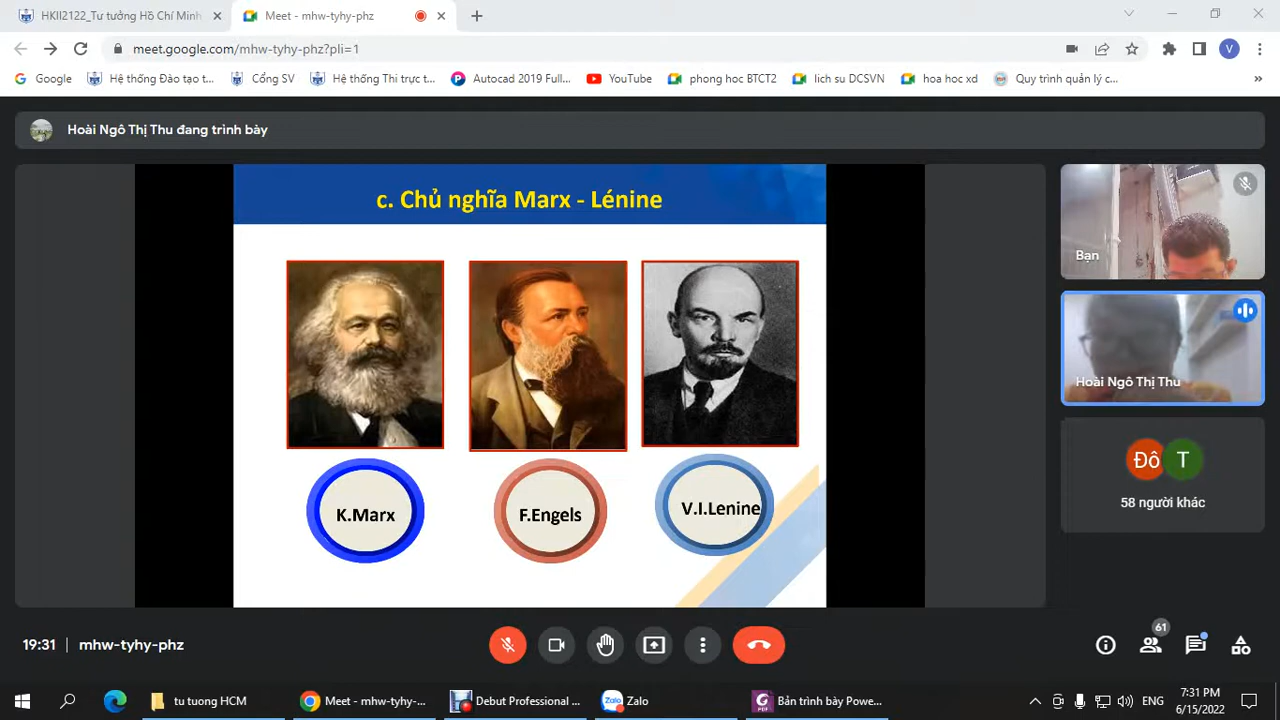 HKII2122_Tư tưởng Hồ Chí Minh
Meet - mhw-tyhy-phz
meet.google.com/mhw-tyhy-phz?pli=1
V
Google
Hệ thống Đào tạo t...
Cổng SV
Hệ thống Thi trực t...
Autocad 2019 Full...
YouTube
phong học BTCT2
lich su DCSVN
hoa học xd
Quy trình quản lý c...
»
Hoài Ngô Thị Thu đang trình bày
c. Chủ nghĩa Marx - Lénine
K.Marx
F.Engels
V.I.Lenine
Bạn
Hoài Ngô Thị Thu
Đô
T
58 người khác
19:31 | mhw-tyhy-phz
61
tu tuong HCM
Meet - mhw-tyhy-...
Debut Professional ...
Zalo
Zalo
PDF
Bản trình bày Powe...
ENG
7:31 PM
6/15/2022